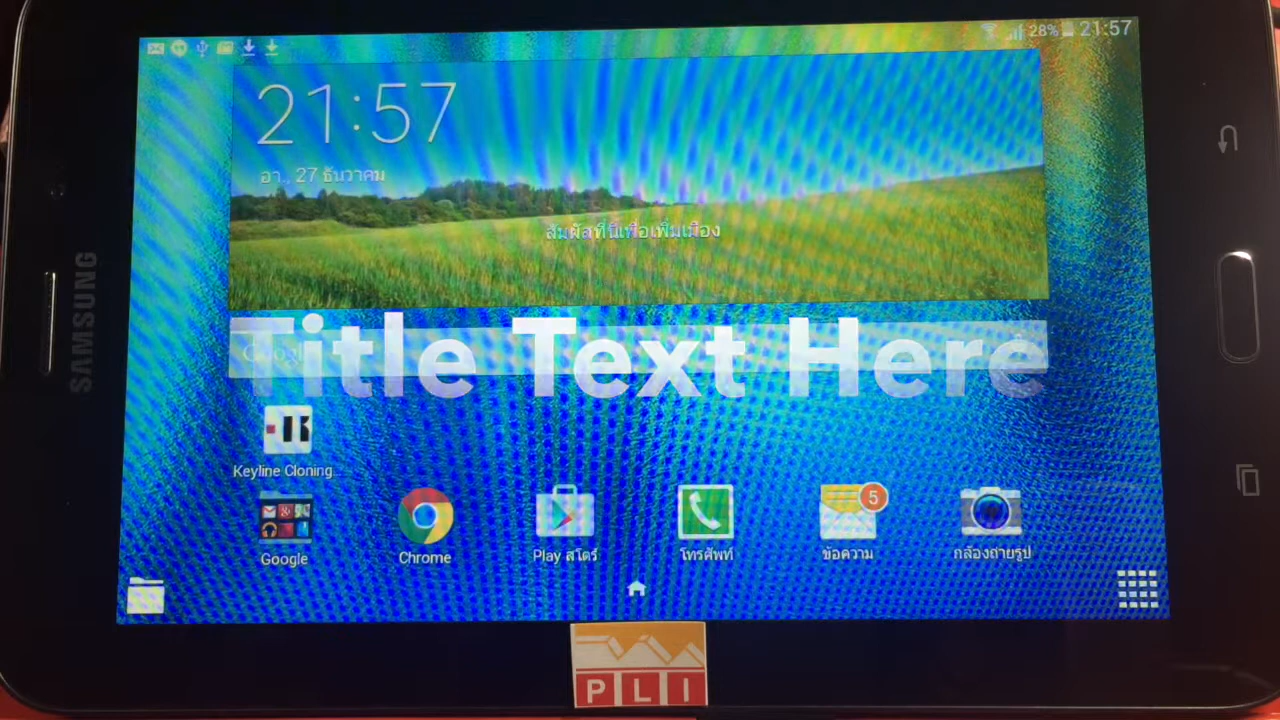 28% 21:57
21:57
อา., 27 ธันวาคม
สัมผัสที่นี่เพื่อเพิ่มเมือง
Google
Title Text Here
Keyline Cloning..
5
Google
Chrome
Play สโตร์
โทรศัพท์
ข้อความ
กล้องถ่ายรูป
SAMSUNG
PLI